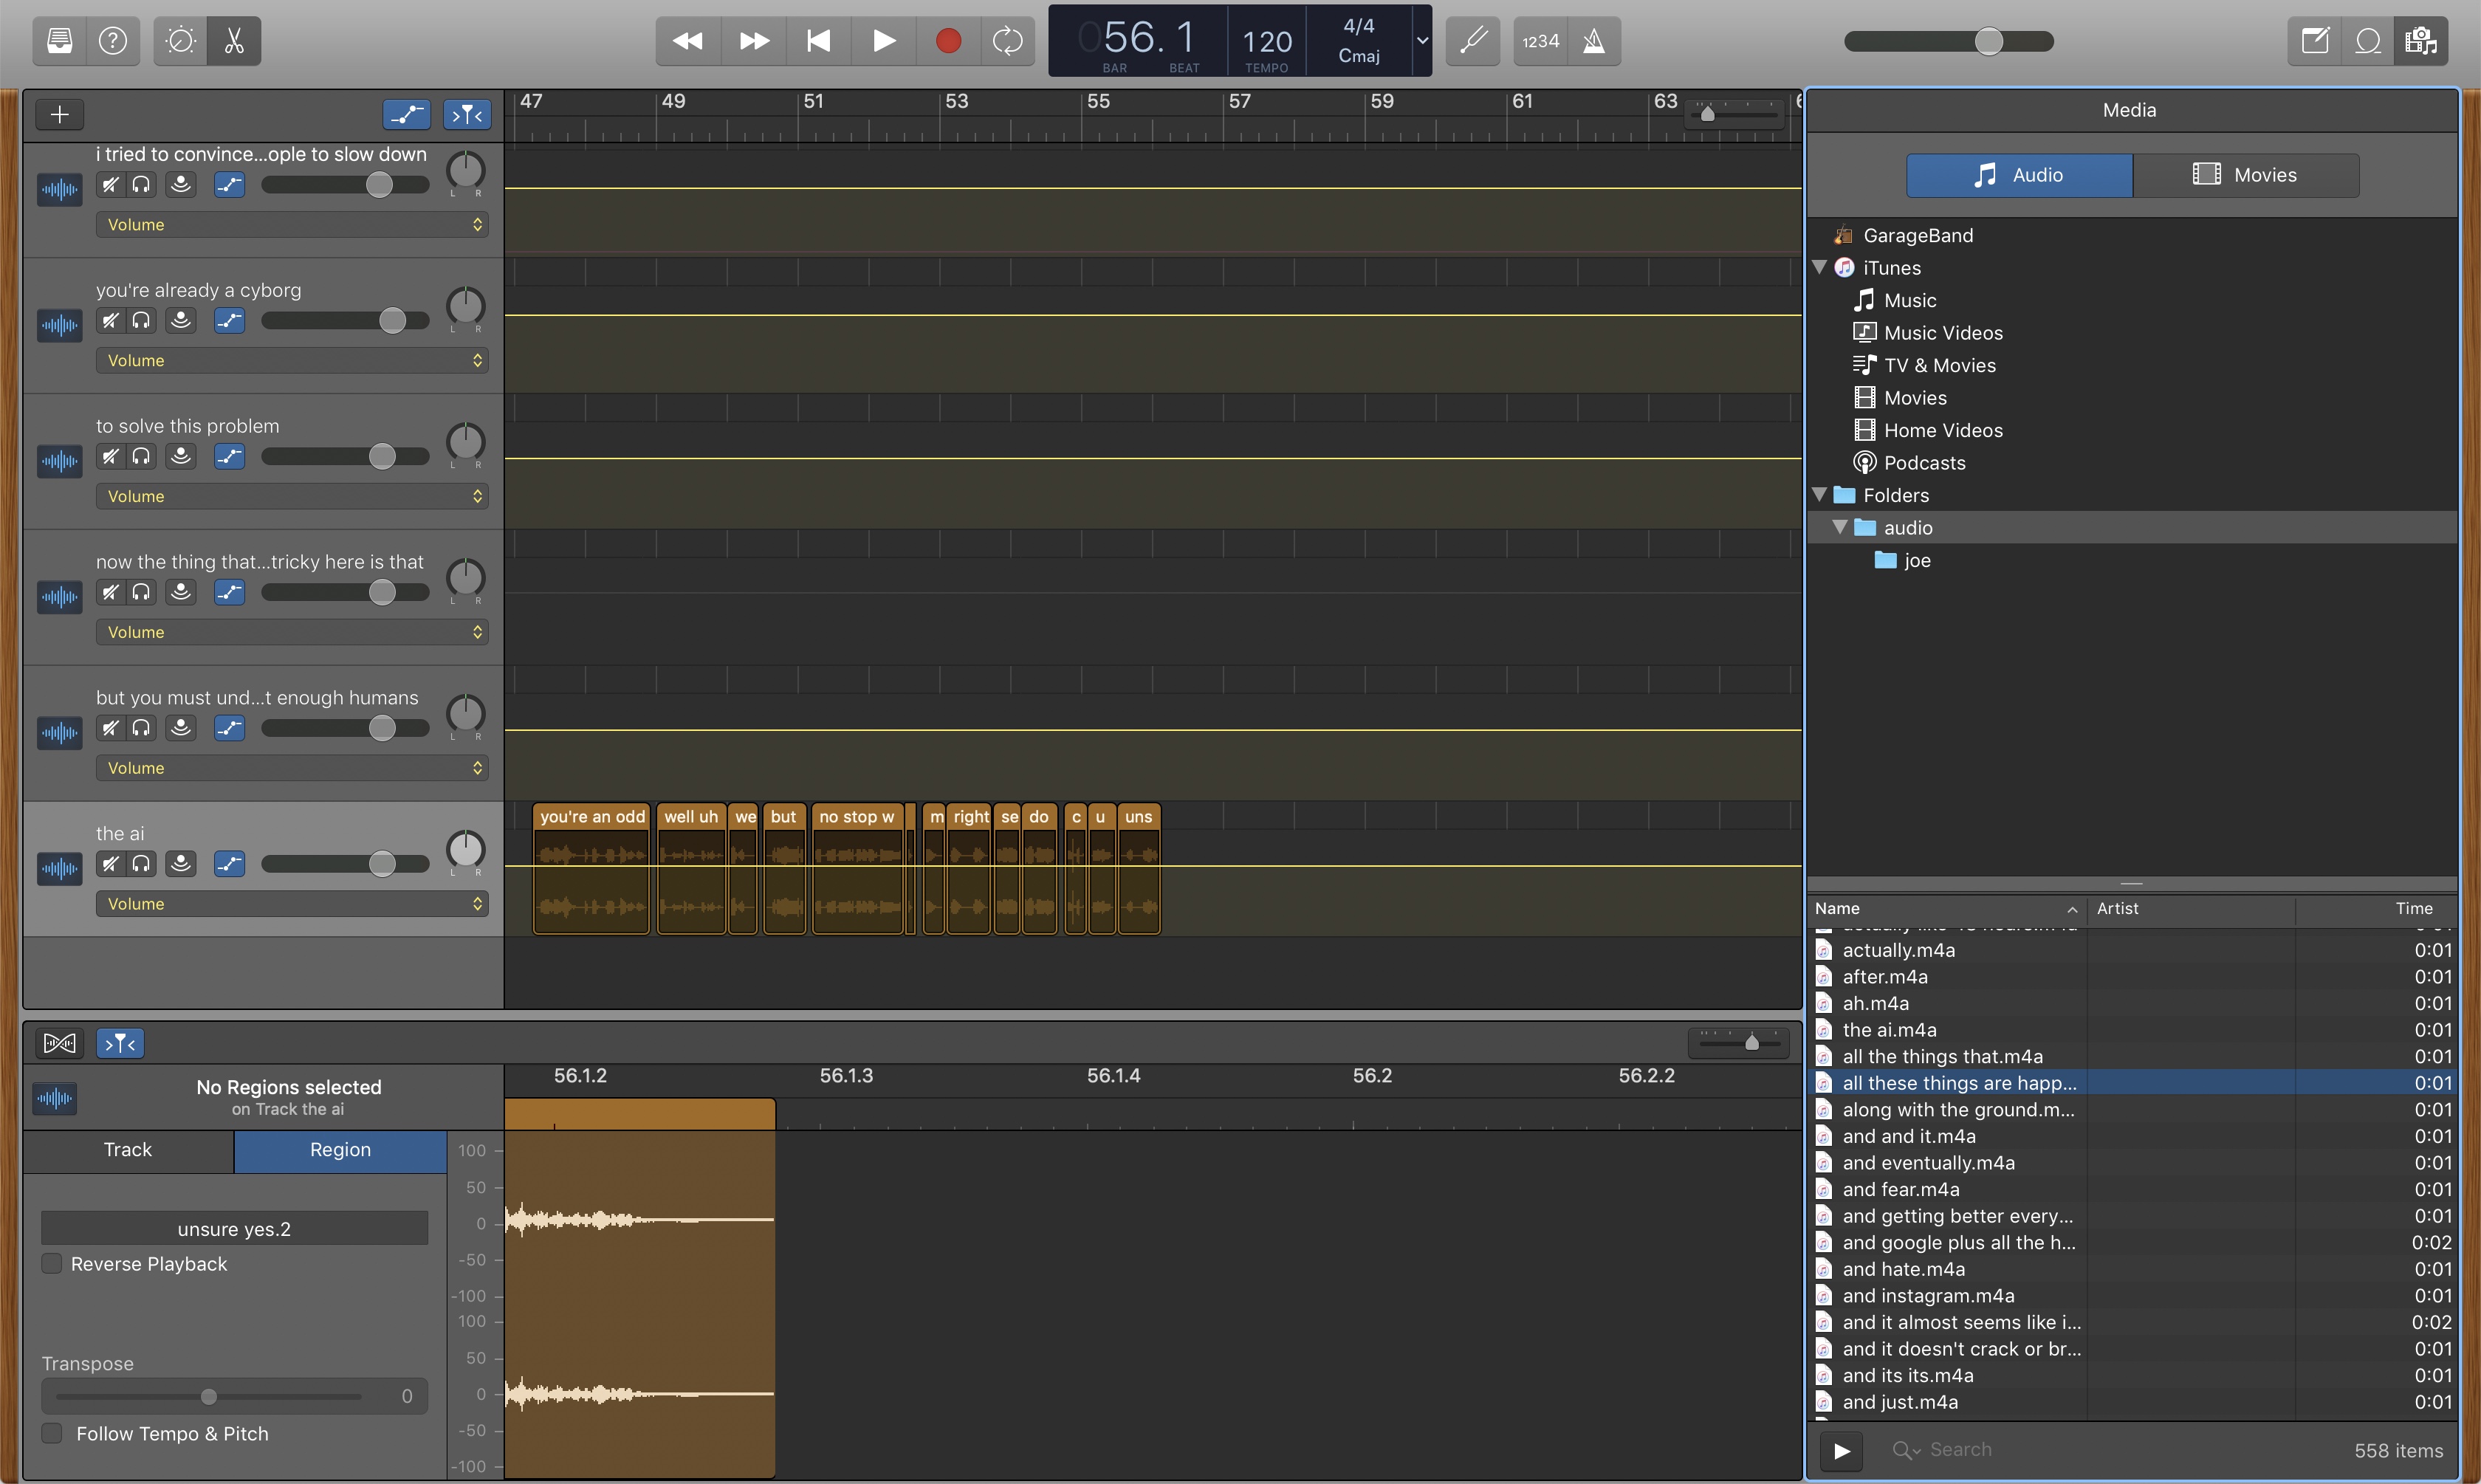 056. 1
BAR BEAT
120
TEMPO
4/4
Cmaj
1234
47 49 51 53 55 57 59 61 63
i tried to convince...ople to slow down
L R
Volume
you're already a cyborg
L R
Volume
to solve this problem
L R
Volume
now the thing that...tricky here is that
L R
Volume
but you must und...t enough humans
L R
Volume
the ai
L R
Volume
you're an odd well uh we but no stop w m right se do c u uns
No Regions selected
on Track the ai
Track Region
unsure yes.2
Reverse Playback
Transpose
0
Follow Tempo & Pitch
56.1.2 56.1.3 56.1.4 56.2 56.2.2
100
50
0
-50
-100
100
50
0
-50
-100
Media
Audio Movies
GarageBand
iTunes
Music
Music Videos
TV & Movies
Movies
Home Videos
Podcasts
Folders
audio
joe
Name Artist Time
actually.m4a 0:01
after.m4a 0:01
ah.m4a 0:01
the ai.m4a 0:01
all the things that.m4a 0:01
all these things are happ... 0:01
along with the ground.m... 0:01
and and it.m4a 0:01
and eventually.m4a 0:01
and fear.m4a 0:01
and getting better every... 0:01
and google plus all the h... 0:02
and hate.m4a 0:01
and instagram.m4a 0:01
and it almost seems like i... 0:02
and it doesn't crack or br... 0:01
and its its.m4a 0:01
and just.m4a 0:01
Search
558 items